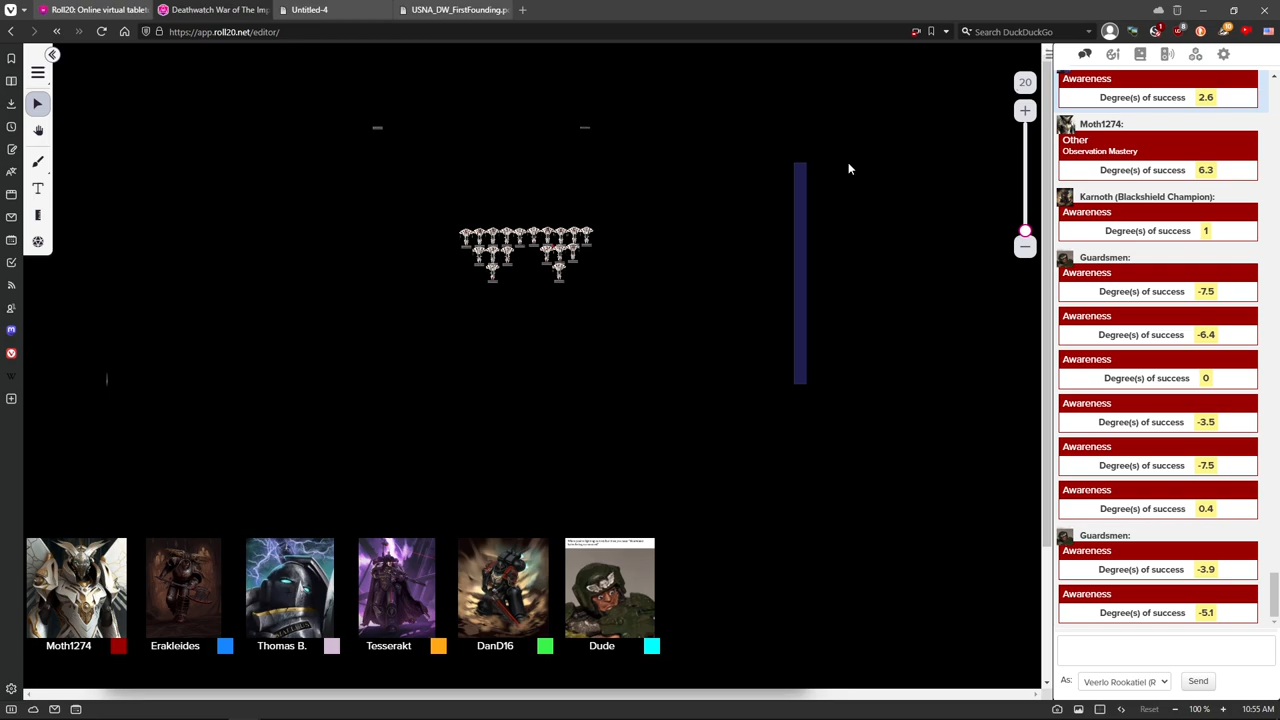 Roll20: Online virtual tablet
Deathwatch War of The Imp
Untitled-4
USNA_DW_FirstFounding.p
https://app.roll20.net/editor/
Search DuckDuckGo
20
Awareness
Degree(s) of success 2.6
Moth1274:
Other
Observation Mastery
Degree(s) of success 6.3
Karnoth (Blackshield Champion):
Awareness
Degree(s) of success 1
Guardsmen:
Awareness
Degree(s) of success -7.5
Awareness
Degree(s) of success -6.4
Awareness
Degree(s) of success 0
Awareness
Degree(s) of success -3.5
Awareness
Degree(s) of success -7.5
Awareness
Degree(s) of success 0.4
Guardsmen:
Awareness
Degree(s) of success -3.9
Awareness
Degree(s) of success -5.1
Moth1274
Erakleides
Thomas B.
Tesserakt
DanD16
Dude
As: Veerlo Rookatiel (R
Send
Reset
100 %
10:55 AM